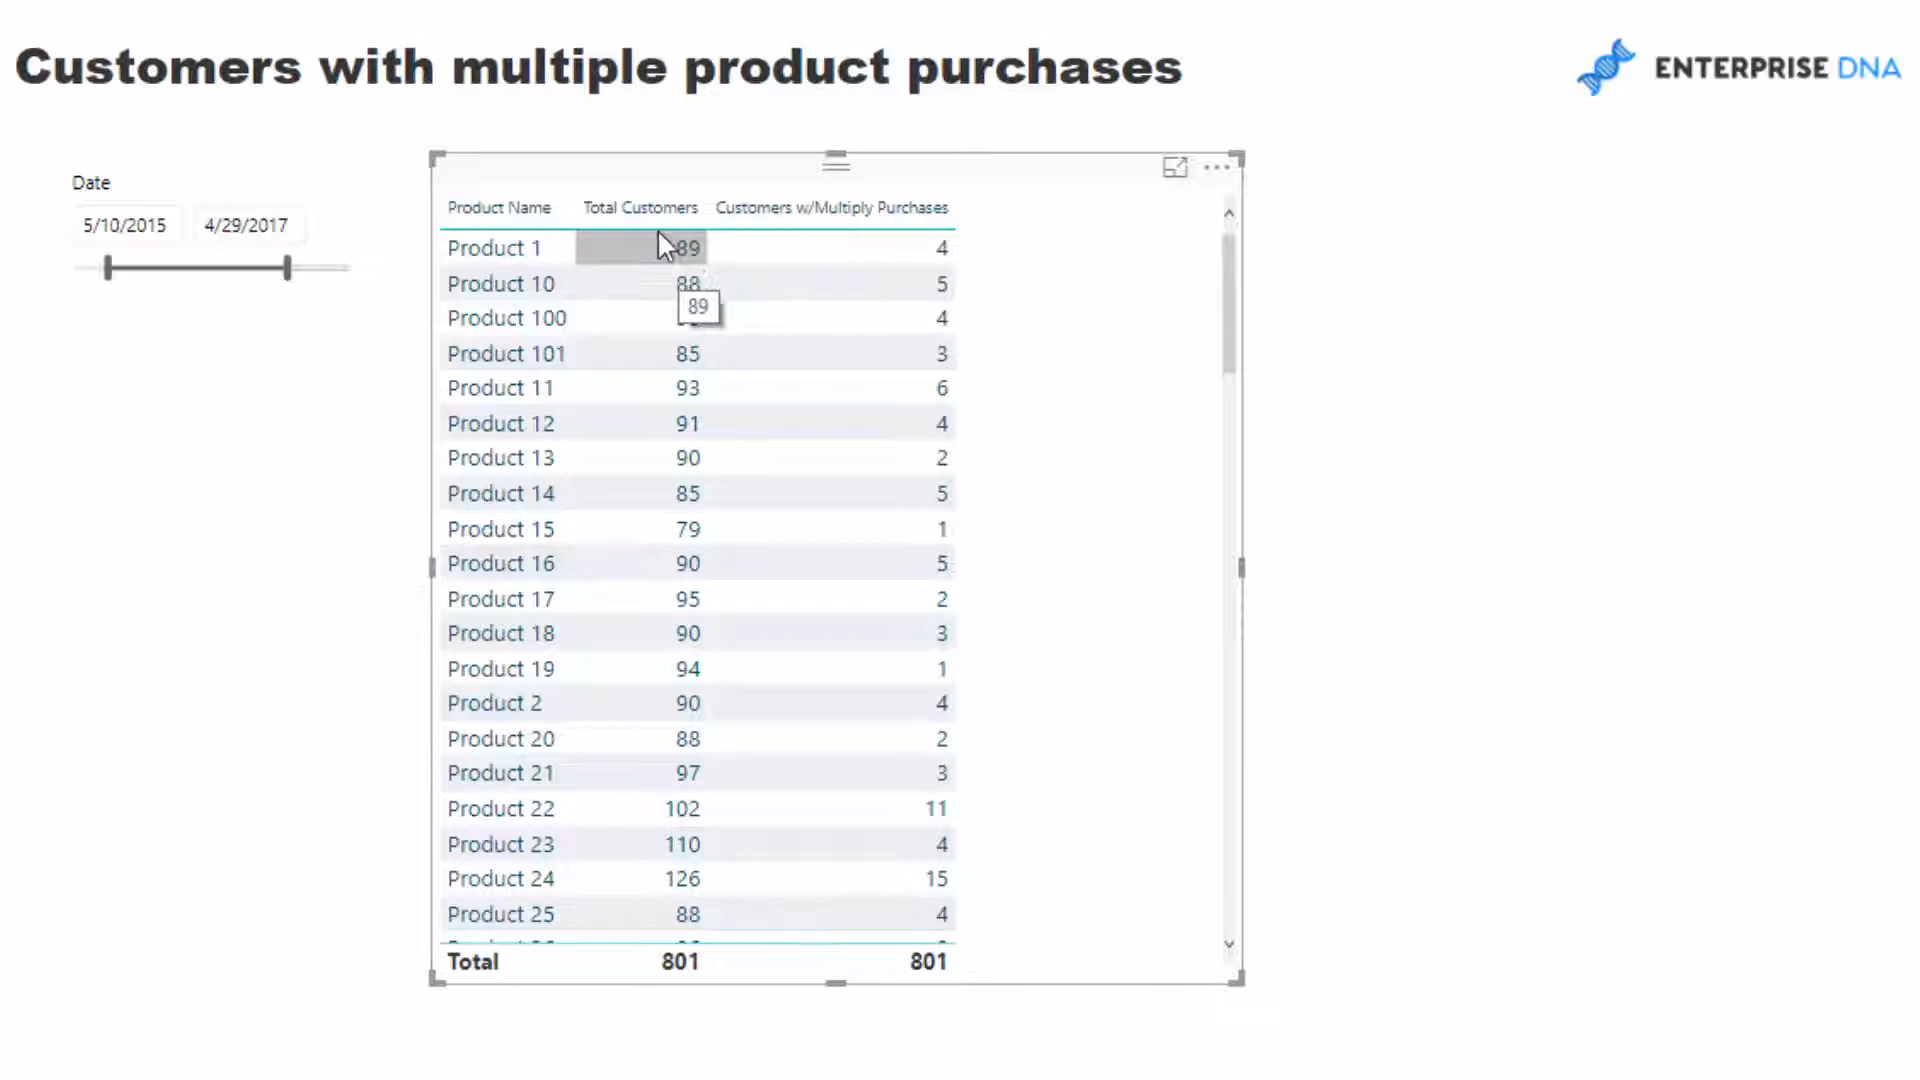 Customers with multiple product purchases
ENTERPRISE DNA
Date
5/10/2015 4/29/2017
Product Name Total Customers Customers w/Multiply Purchases
Product 1 89 4
Product 10 88 5
89
Product 100 4
Product 101 85 3
Product 11 93 6
Product 12 91 4
Product 13 90 2
Product 14 85 5
Product 15 79 1
Product 16 90 5
Product 17 95 2
Product 18 90 3
Product 19 94 1
Product 2 90 4
Product 20 88 2
Product 21 97 3
Product 22 102 11
Product 23 110 4
Product 24 126 15
Product 25 88 4
Total 801 801